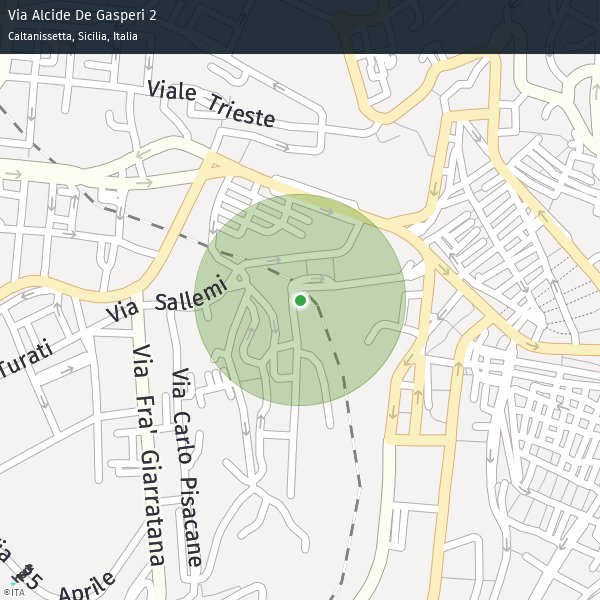 Via Alcide De Gasperi 2
Caltanissetta, Sicilia, Italia
Viale Trieste
Via Sallemi
Turati
Via Fra' Giarratana
Via Carlo Pisacane
25 Aprile
©ITA